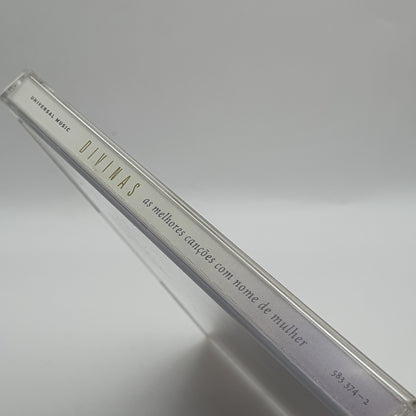 UNIVERSAL MUSIC
DIVINAS as melhores canções com nome de mulher
583 374-2